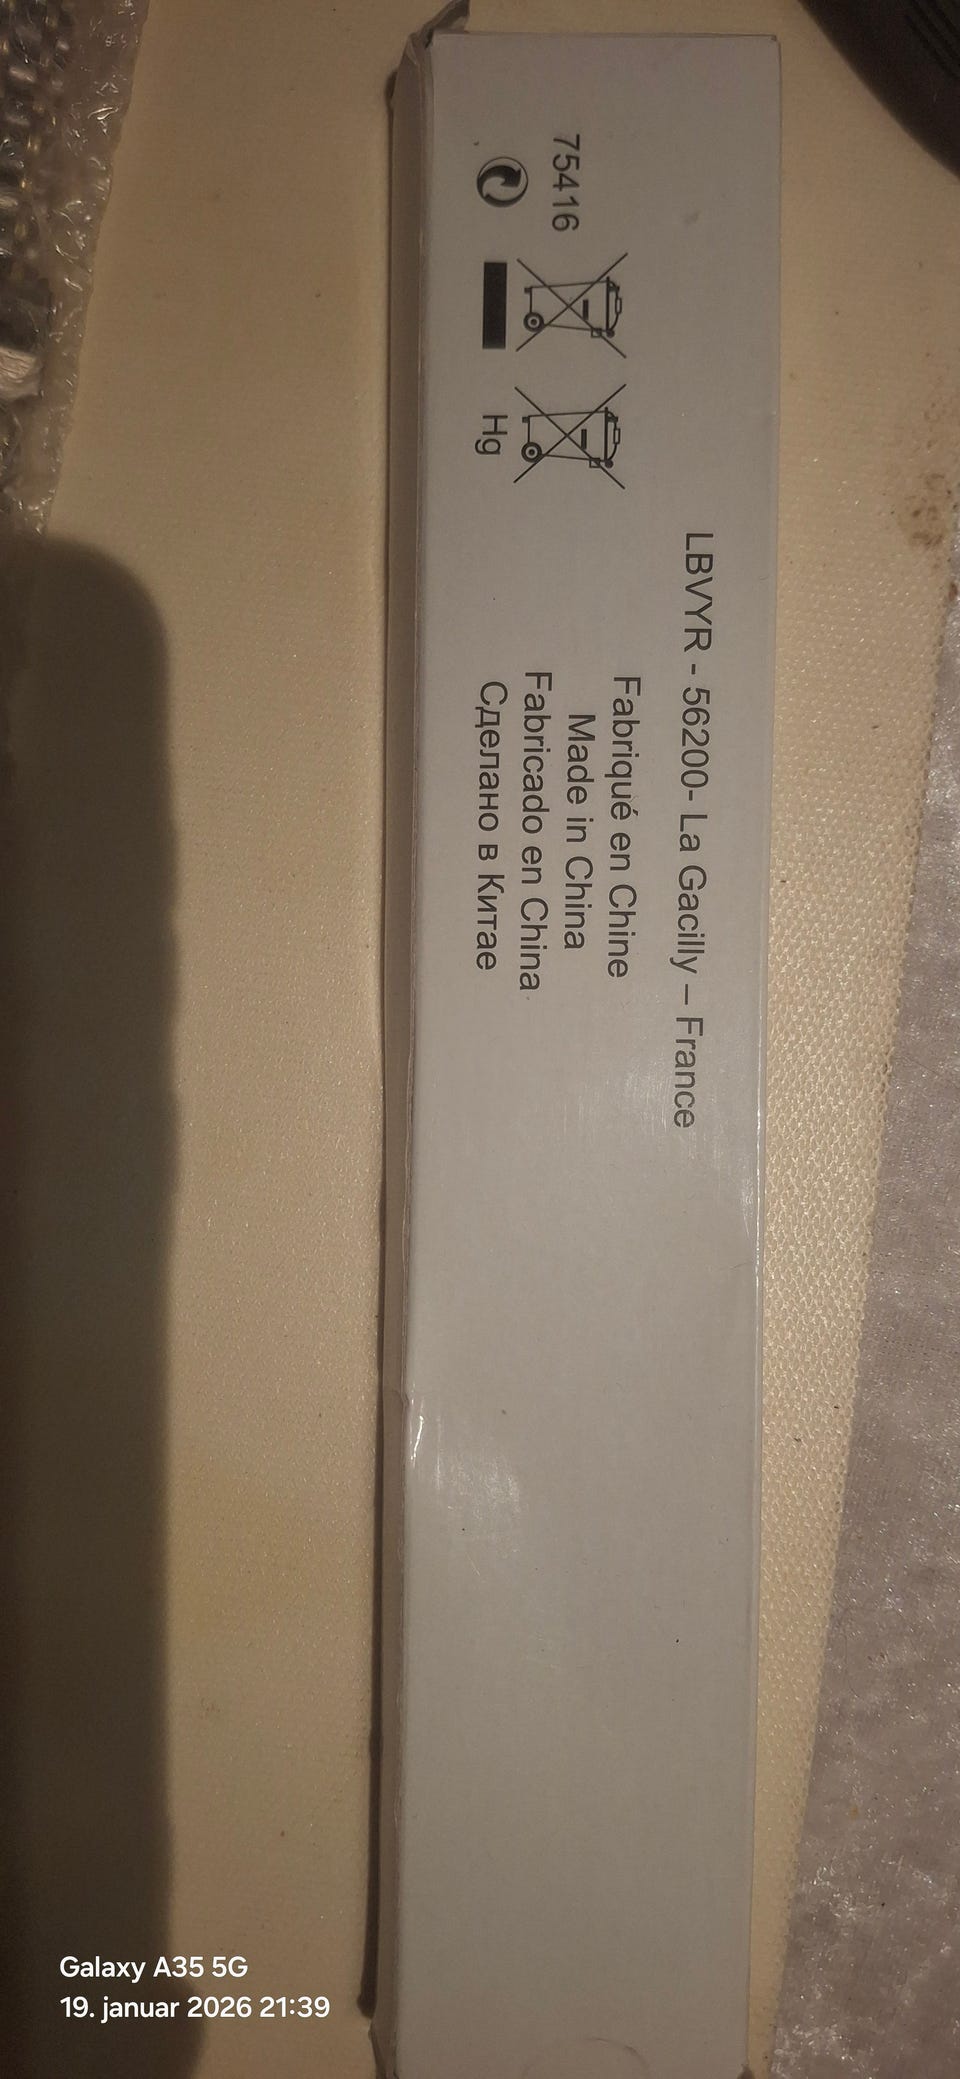 LBVYR - 56200- La Gacilly – France
Fabriqué en Chine
Made in China
Fabricado en China
Сделано в Китае
75416
Hg
Galaxy A35 5G
19. januar 2026 21:39